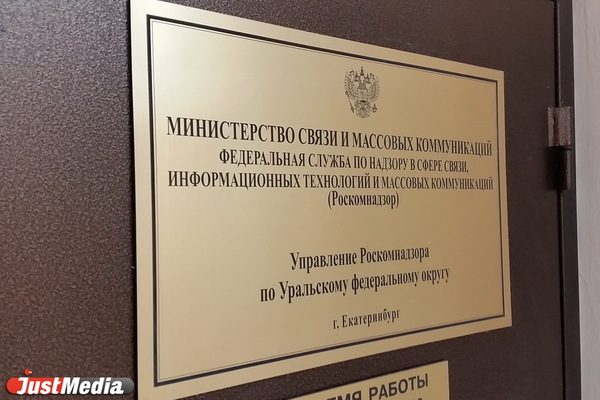 МИНИСТЕРСТВО СВЯЗИ И МАССОВЫХ КОММУНИКАЦИЙ
ФЕДЕРАЛЬНАЯ СЛУЖБА ПО НАДЗОРУ В СФЕРЕ СВЯЗИ,
ИНФОРМАЦИОННЫХ ТЕХНОЛОГИЙ И МАССОВЫХ КОММУНИКАЦИЙ
(Роскомнадзор)
Управление Роскомнадзора
по Уральскому федеральному округу
г. Екатеринбург
РАБОТЫ
JustMedia